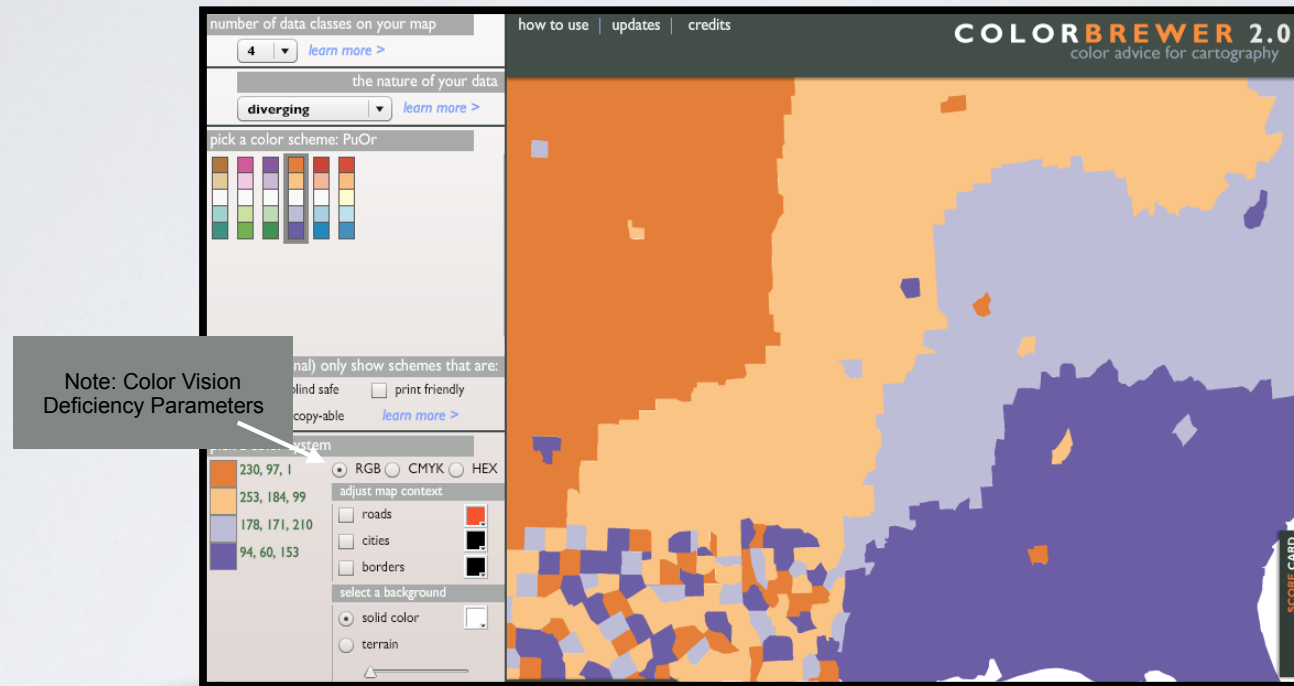 number of data classes on your map
4
learn more >
the nature of your data
diverging
learn more >
pick a color scheme: PuOr
nal) only show schemes that are:
blind safe
print friendly
copy-able
learn more >
Note: Color Vision
Deficiency Parameters
system
230, 97, 1
253, 184, 99
178, 171, 210
94, 60, 153
RGB
CMYK
HEX
adjust map context
roads
cities
borders
select a background
solid color
terrain
how to use | updates | credits
COLORBREWER 2.0
color advice for cartography
SCORE CARD